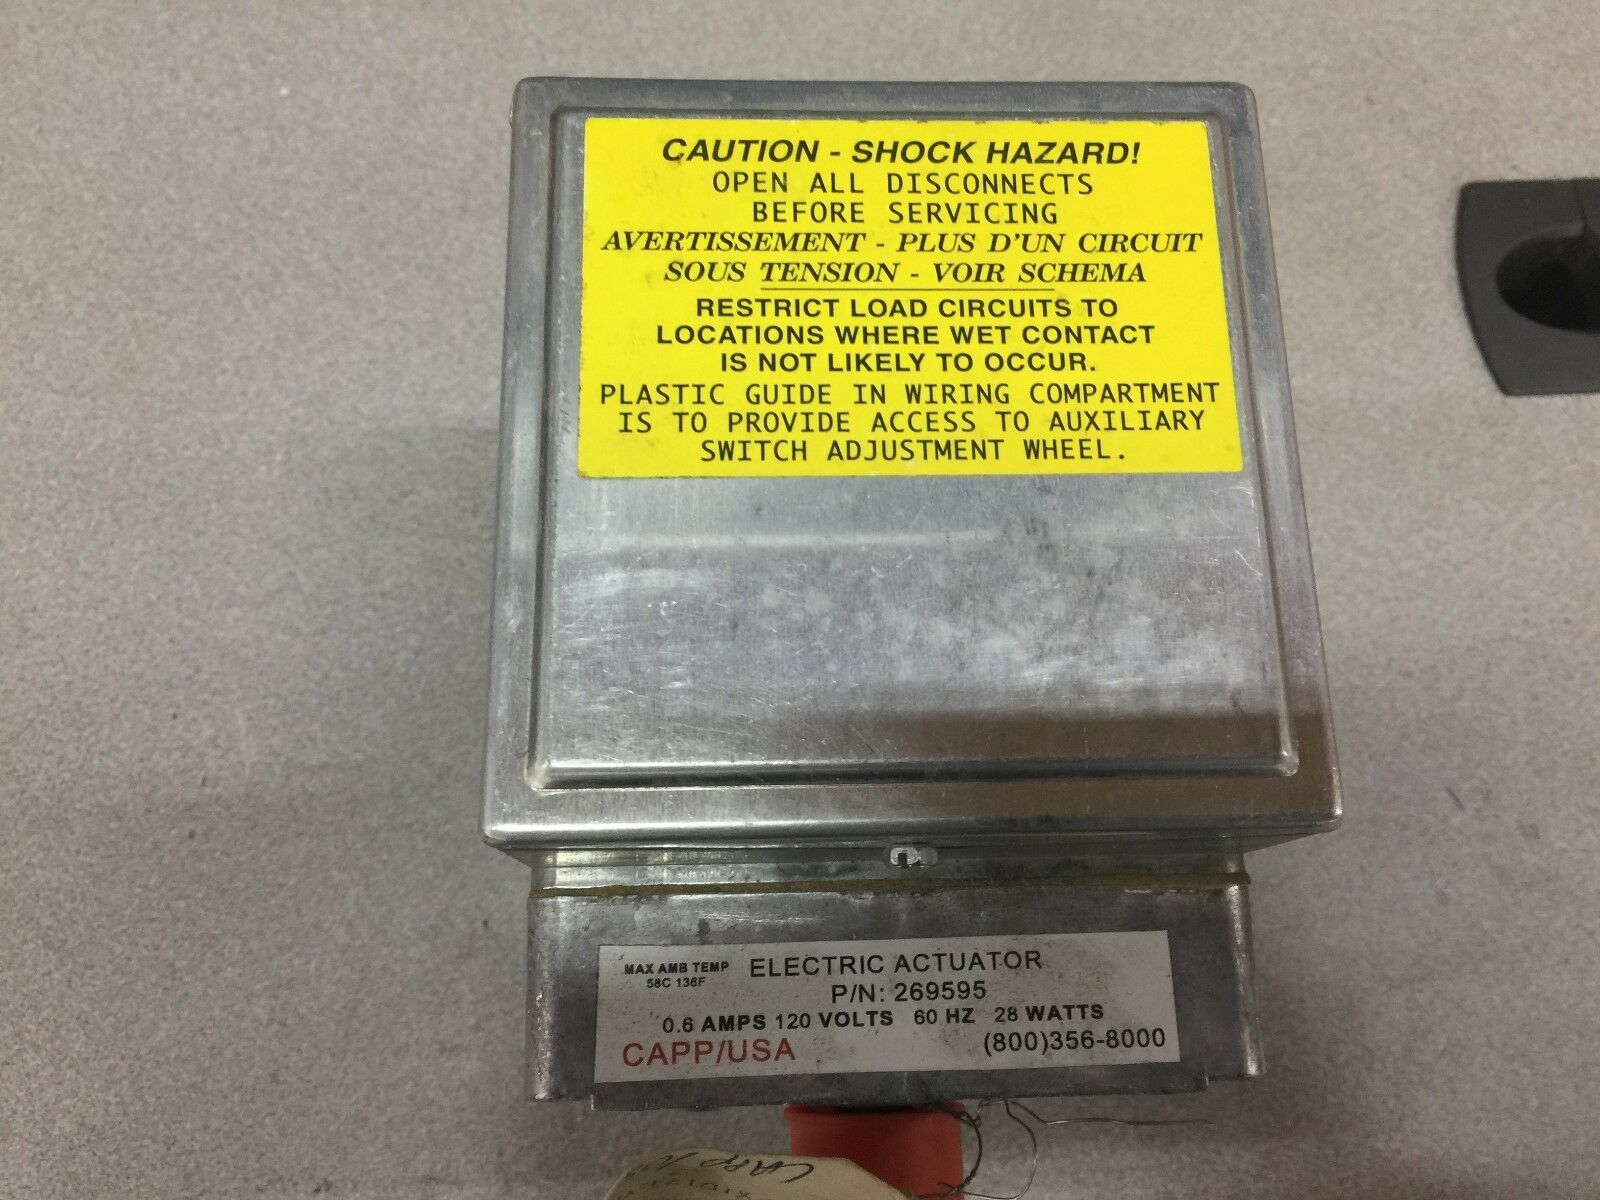 CAUTION - SHOCK HAZARD!
OPEN ALL DISCONNECTS
BEFORE SERVICING
AVERTISSEMENT - PLUS D'UN CIRCUIT
SOUS TENSION - VOIR SCHEMA
RESTRICT LOAD CIRCUITS TO
LOCATIONS WHERE WET CONTACT
IS NOT LIKELY TO OCCUR.
PLASTIC GUIDE IN WIRING COMPARTMENT
IS TO PROVIDE ACCESS TO AUXILIARY
SWITCH ADJUSTMENT WHEEL.
MAX AMB TEMP
58C 136F
ELECTRIC ACTUATOR
P/N: 269595
0.6 AMPS 120 VOLTS 60 HZ 28 WATTS
CAPP/USA
(800)356-8000